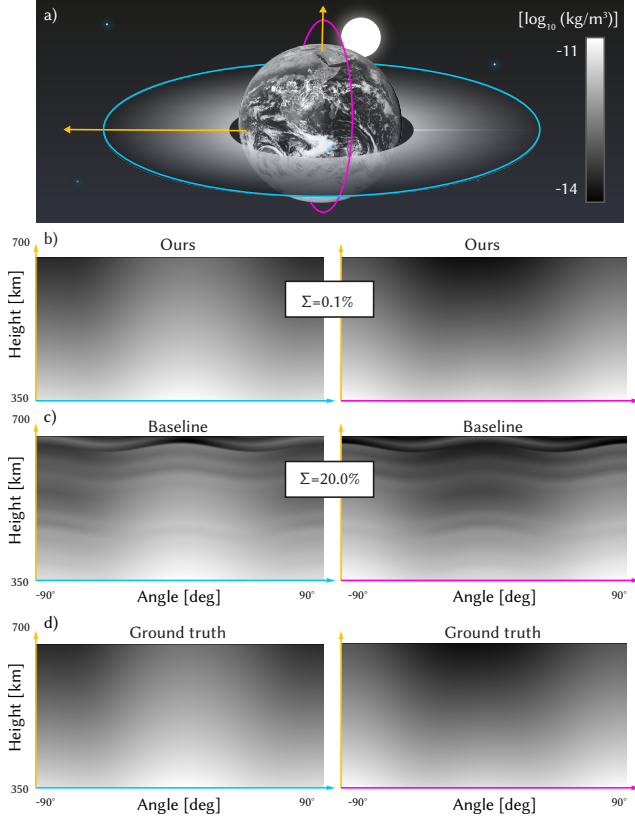 a)
[log₁₀ (kg/m³)]
-11
-14
b)
700
Ours
Ours
Height [km]
Σ=0.1%
350
c)
700
Baseline
Baseline
Height [km]
Σ=20.0%
350
-90°
Angle [deg]
90°
-90°
Angle [deg]
90°
d)
700
Ground truth
Ground truth
Height [km]
350
-90°
Angle [deg]
90°
-90°
Angle [deg]
90°